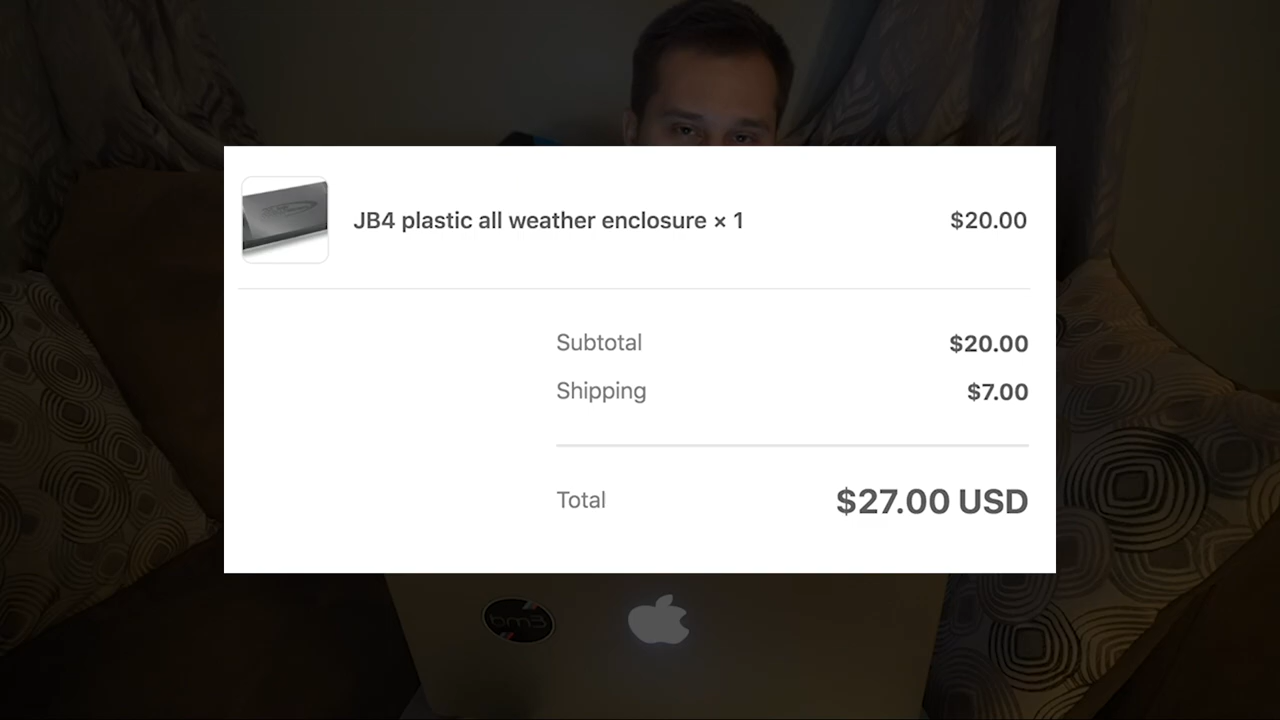 JB4 plastic all weather enclosure × 1 $20.00
Subtotal $20.00
Shipping $7.00
Total $27.00 USD
bm3